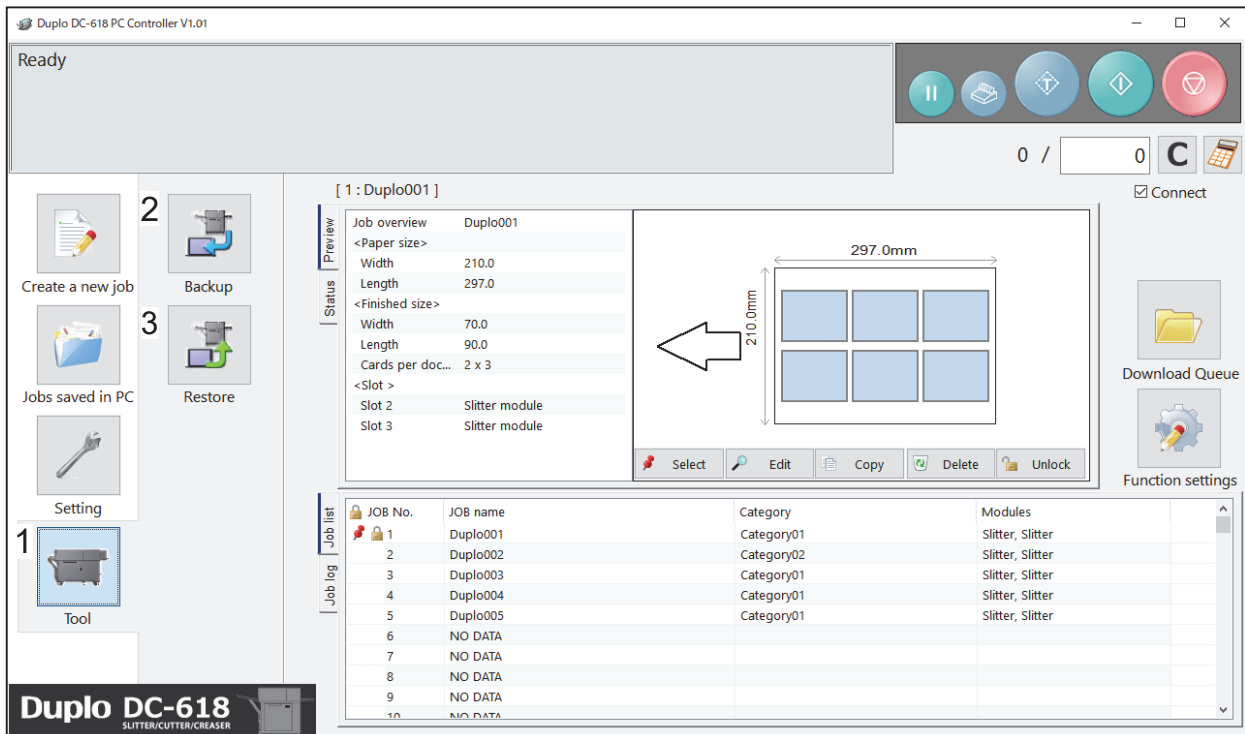 Duplo DC-618 PC Controller V1.01
Ready
0 / 0 C
Connect
[ 1 : Duplo001 ]
1
2
3
Create a new job
Jobs saved in PC
Setting
Tool
Backup
Restore
Preview
Status
Job overview Duplo001
<Paper size>
Width 210.0
Length 297.0
<Finished size>
Width 70.0
Length 90.0
Cards per doc... 2 x 3
<Slot >
Slot 2 Slitter module
Slot 3 Slitter module
297.0mm
210.0mm
Select Edit Copy Delete Unlock
Download Queue
Function settings
Job list
Job log
JOB No. JOB name Category Modules
1 Duplo001 Category01 Slitter, Slitter
2 Duplo002 Category02 Slitter, Slitter
3 Duplo003 Category01 Slitter, Slitter
4 Duplo004 Category01 Slitter, Slitter
5 Duplo005 Category01 Slitter, Slitter
6 NO DATA
7 NO DATA
8 NO DATA
9 NO DATA
10 NO DATA
Duplo DC-618
SLITTER/CUTTER/CREASER